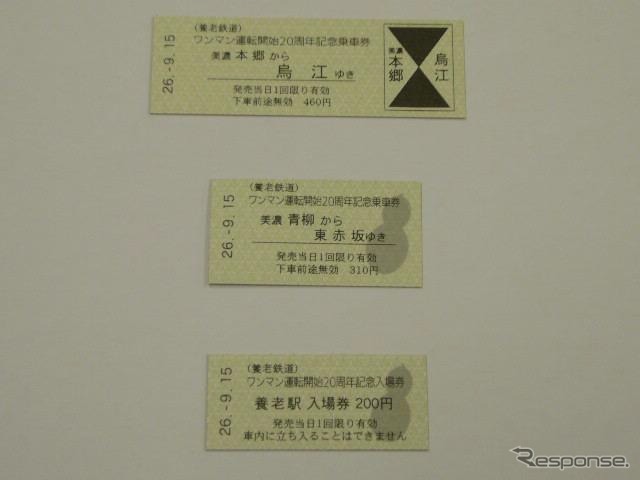 26.-9.15
(養老鉄道)
ワンマン運転開始20周年記念乗車券
美濃 本郷 から
烏江 ゆき
発売当日1回限り有効
下車前途無効 460円
美濃 本郷
烏江
26.-9.15
(養老鉄道)
ワンマン運転開始20周年記念乗車券
美濃 青柳 から
東赤坂ゆき
発売当日1回限り有効
下車前途無効 310円
26.-9.15
(養老鉄道)
ワンマン運転開始20周年記念入場券
養老駅 入場券 200円
発売当日1回限り有効
車内に立ち入ることはできません
Response.